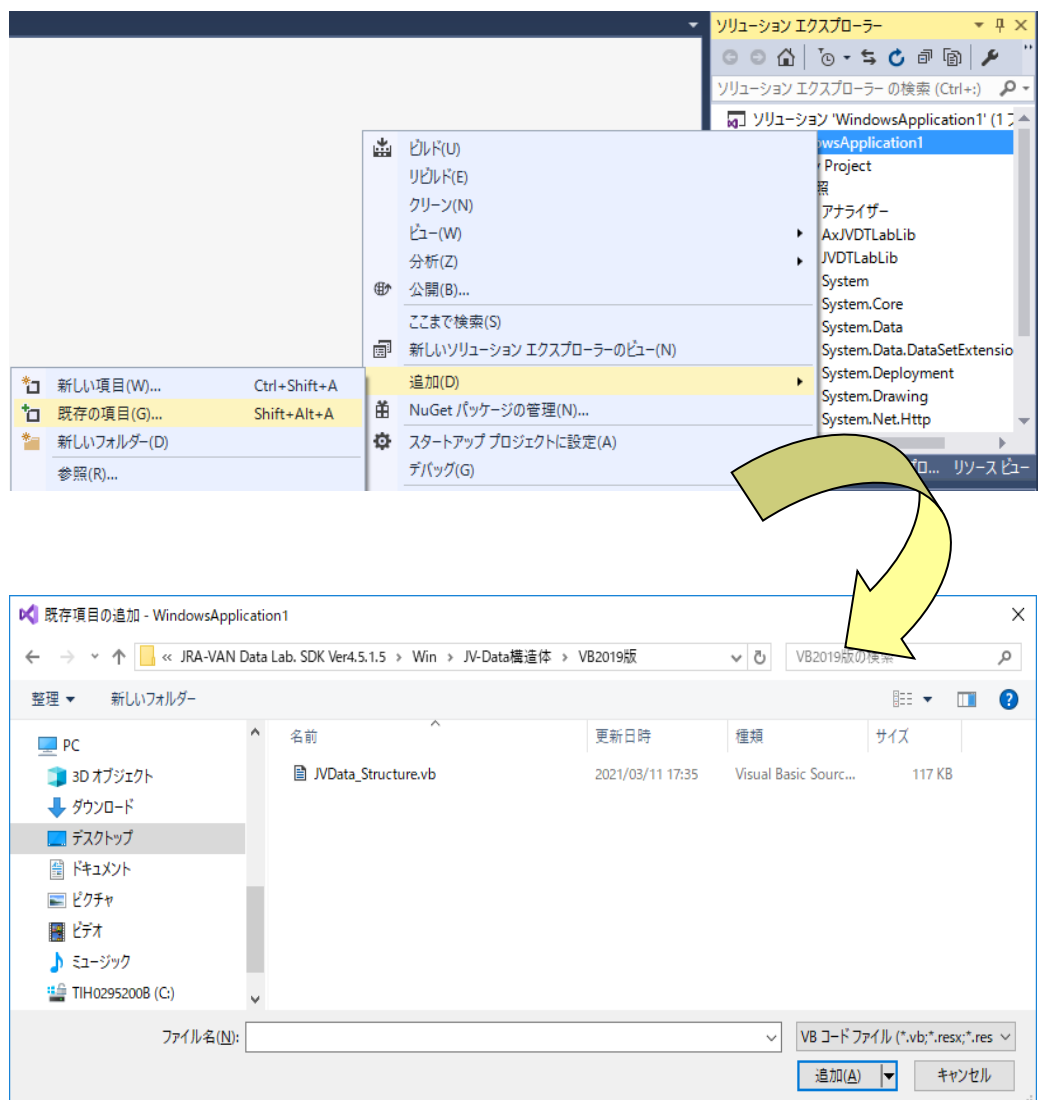 ソリューション エクスプローラー
ソリューション エクスプローラー の検索 (Ctrl+:)
ソリューション 'WindowsApplication1' (1 フ
owsApplication1
Project
照
アナライザー
AxJVDTLabLib
JVDTLabLib
System
System.Core
System.Data
System.Data.DataSetExtensio
System.Deployment
System.Drawing
System.Net.Http
プロ... リソース ビュー
ビルド(U)
リビルド(E)
クリーン(N)
ビュー(W)
分析(Z)
公開(B)...
ここまで検索(S)
新しいソリューション エクスプローラーのビュー(N)
追加(D)
NuGet パッケージの管理(N)...
スタートアップ プロジェクトに設定(A)
デバッグ(G)
新しい項目(W)... Ctrl+Shift+A
既存の項目(G)... Shift+Alt+A
新しいフォルダー(D)
参照(R)...
既存項目の追加 - WindowsApplication1
« JRA-VAN Data Lab. SDK Ver4.5.1.5 › Win › JV-Data構造体 › VB2019版 VB2019版の検索
整理 新しいフォルダー
名前 更新日時 種類 サイズ
JVData_Structure.vb 2021/03/11 17:35 Visual Basic Sourc... 117 KB
PC
3D オブジェクト
ダウンロード
デスクトップ
ドキュメント
ピクチャ
ビデオ
ミュージック
TIH0295200B (C:)
ファイル名(N): VB コード ファイル (*.vb;*.resx;*.res
追加(A) キャンセル